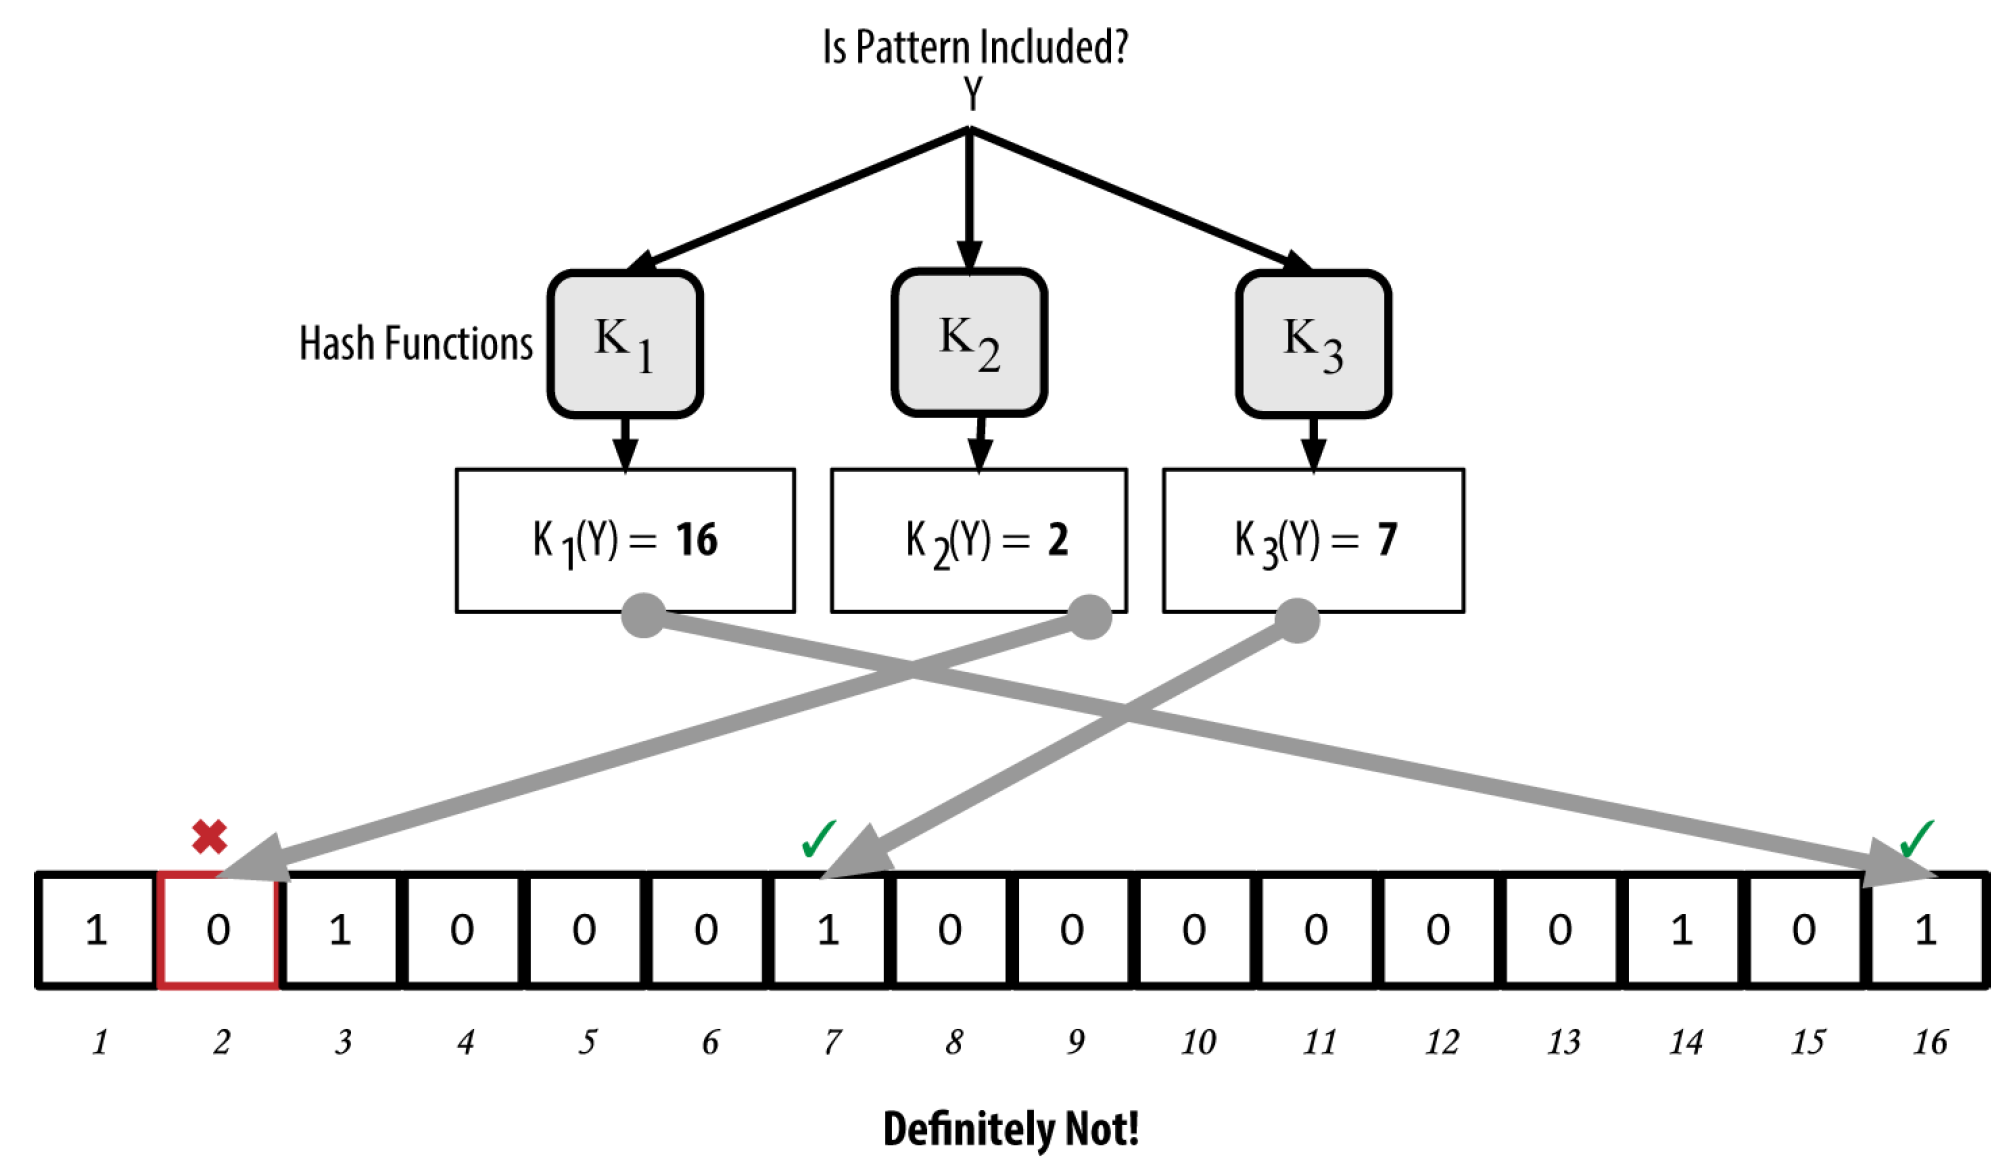 Is Pattern Included?
Y
Hash Functions K1 K2 K3
K1(Y) = 16 K2(Y) = 2 K3(Y) = 7
✖ ✓ ✓
1 0 1 0 0 0 1 0 0 0 0 0 0 1 0 1
1 2 3 4 5 6 7 8 9 10 11 12 13 14 15 16
Definitely Not!